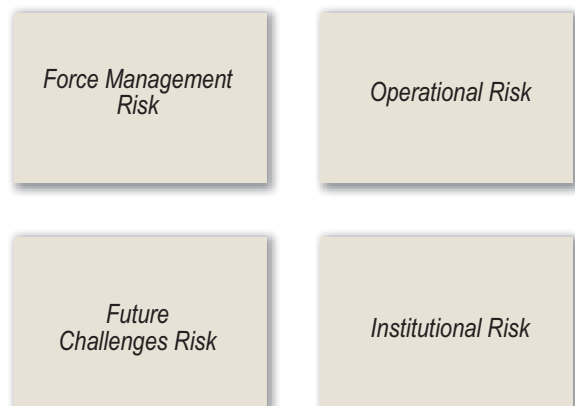 Force Management
Risk
Operational Risk
Future
Challenges Risk
Institutional Risk